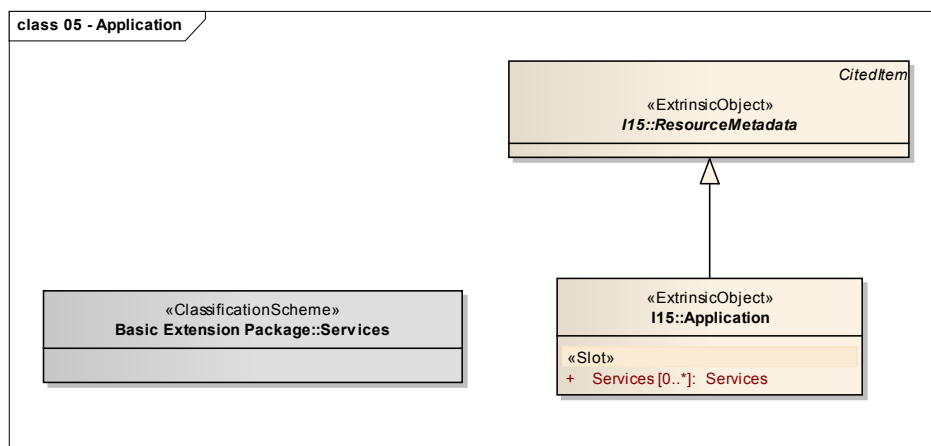 class 05 - Application
CitedItem
«ExtrinsicObject»
I15::ResourceMetadata
«ClassificationScheme»
Basic Extension Package::Services
«ExtrinsicObject»
I15::Application
«Slot»
+ Services [0..*]: Services